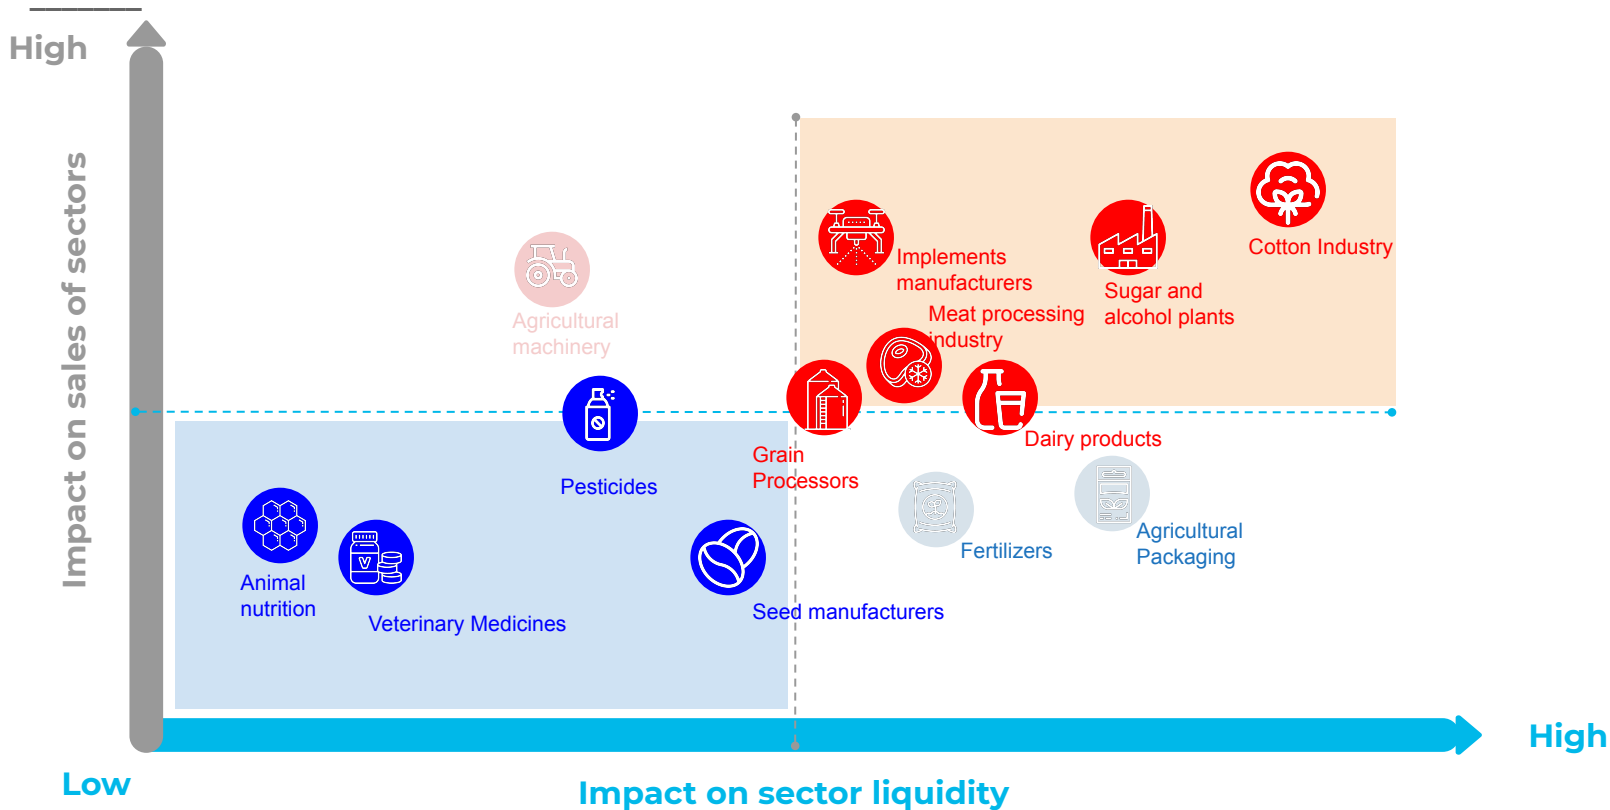 High
Impact on sales of sectors
Cotton Industry
Implements
manufacturers
Sugar and
alcohol plants
Meat processing
industry
Agricultural
machinery
Dairy products
Grain
Processors
Pesticides
Agricultural
Packaging
Fertilizers
Animal
nutrition
V
Veterinary Medicines
Seed manufacturers
High
Low
Impact on sector liquidity